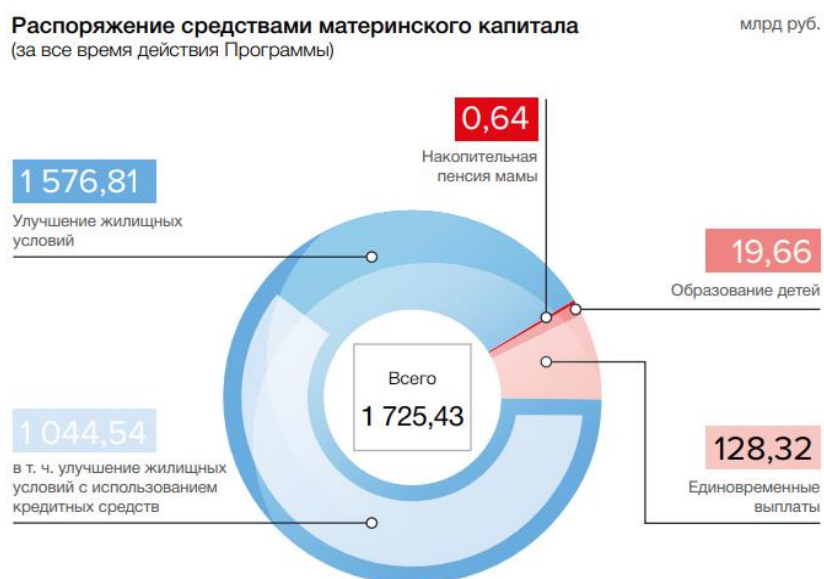 Распоряжение средствами материнского капитала
(за все время действия Программы)
млрд руб.
0,64
Накопительная
пенсия мамы
1 576,81
Улучшение жилищных
условий
19,66
Образование детей
Всего
1 725,43
1 044,54
в т. ч. улучшение жилищных
условий с использованием
кредитных средств
128,32
Единовременные
выплаты